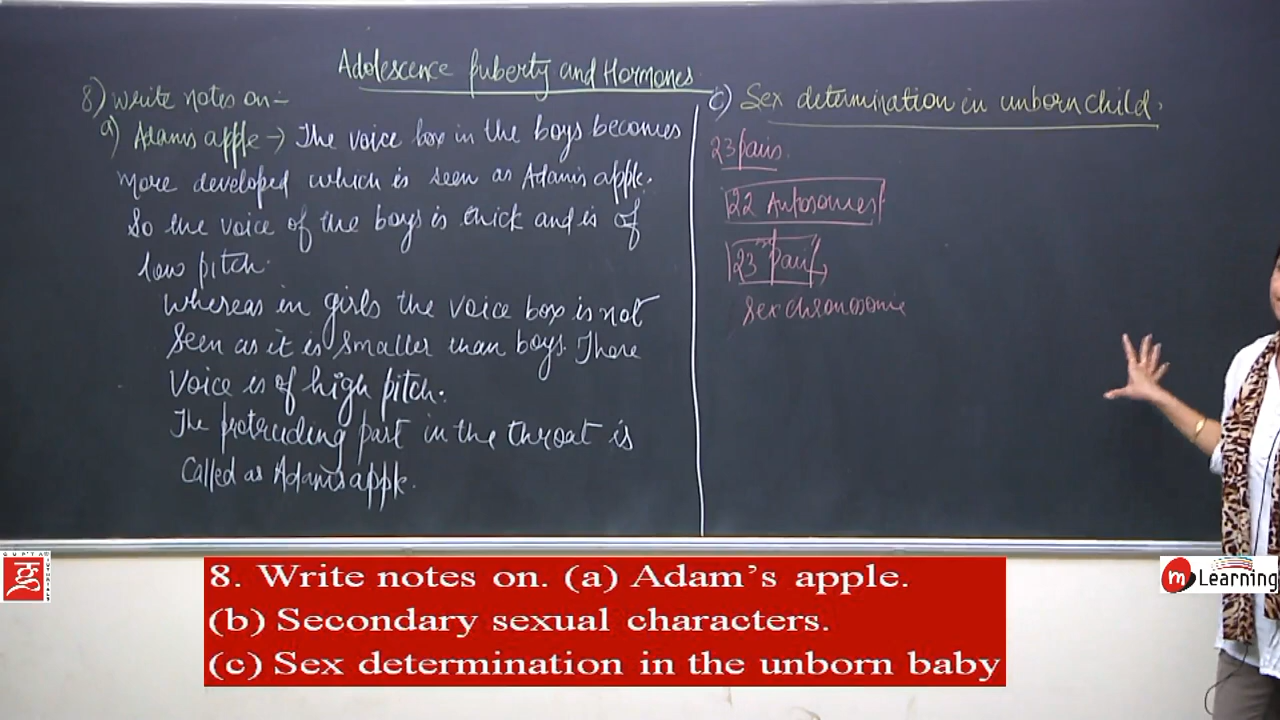 Adolescence puberty and Hormones
8) Write notes on :-
a) Adam's apple → The voice box in the boys becomes
more developed which is seen as Adam's apple.
So the voice of the boys is thick and is of
low pitch.
Whereas in girls the voice box is not
seen as it is smaller than boys. There
voice is of high pitch.
The protruding part in the throat is
called as Adam's apple.
c) Sex determination in unborn child.
23 pairs.
22 Autosomes
23 Pair →
Sex chromosome
GUPTA
8. Write notes on. (a) Adam's apple.
(b) Secondary sexual characters.
(c) Sex determination in the unborn baby
m Learning